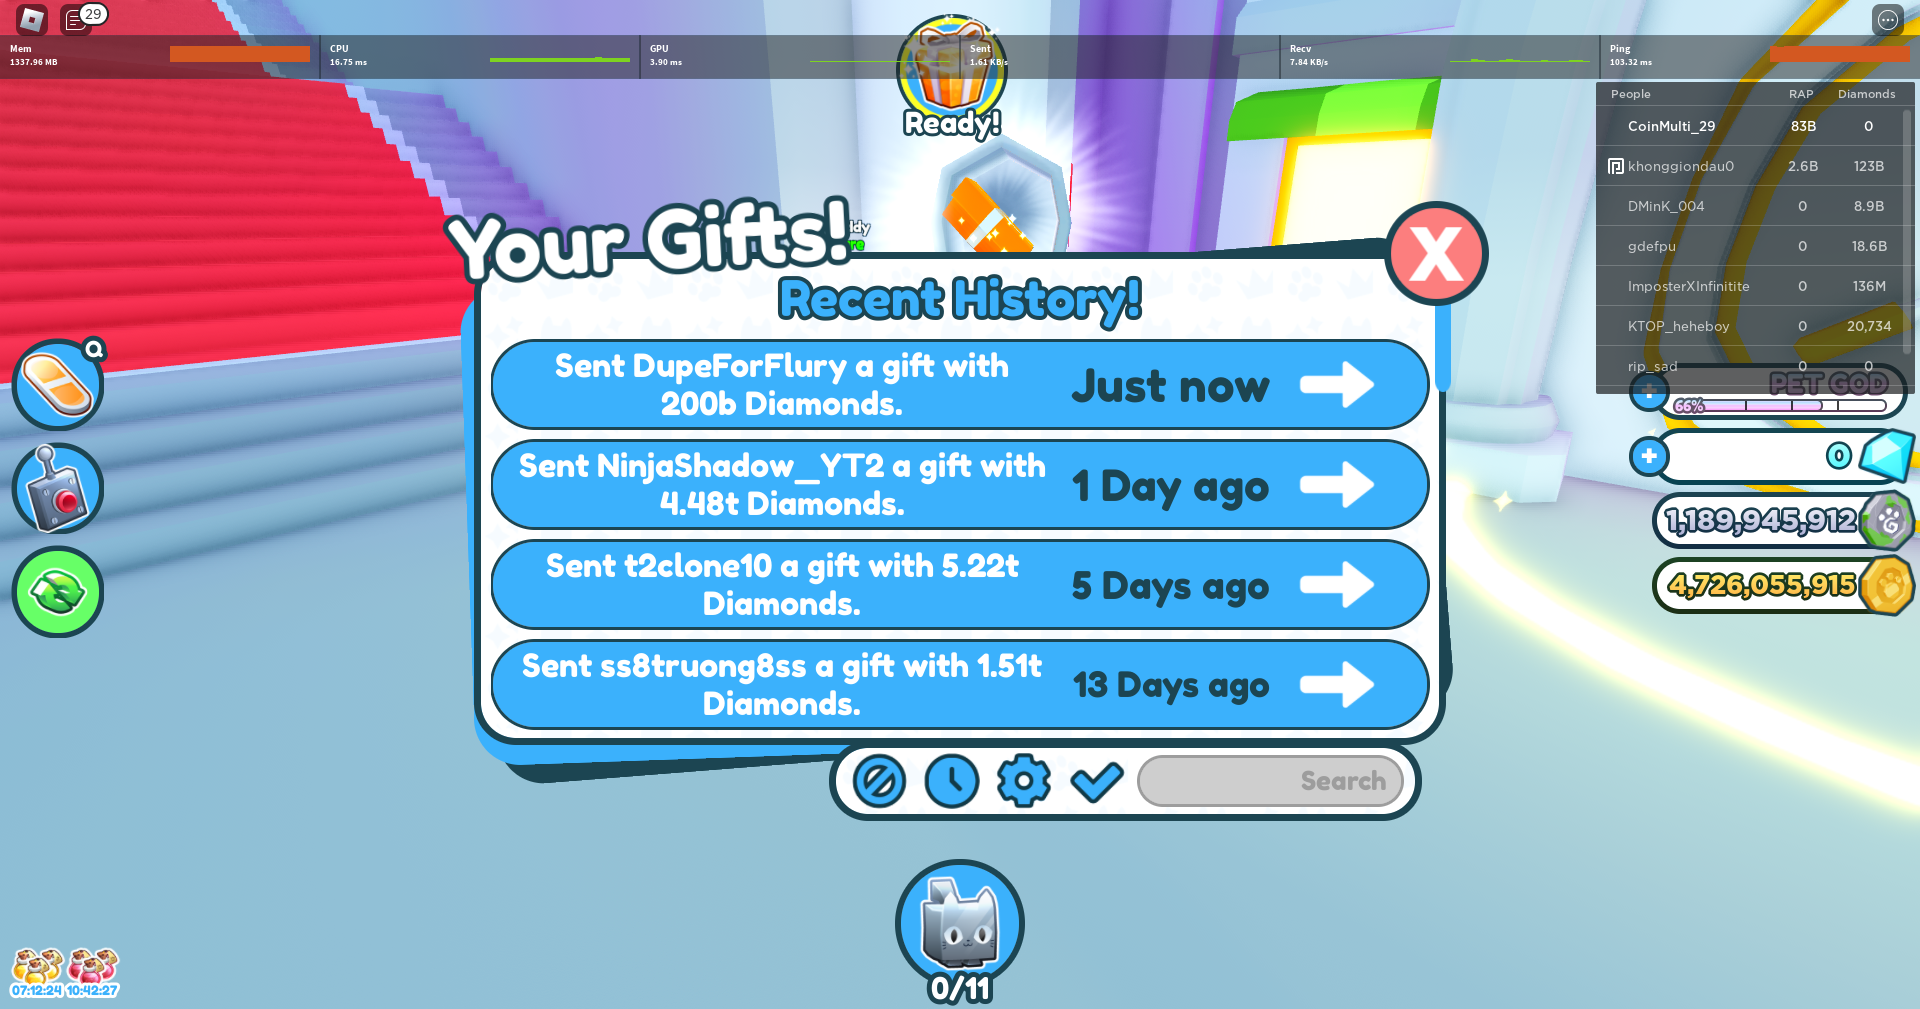 29
Mem
1337.96 MB
CPU
16.75 ms
GPU
3.90 ms
Sent
1.61 KB/s
Recv
7.84 KB/s
Ping
103.32 ms
Ready!
People RAP Diamonds
CoinMulti_29 83B 0
khonggiondau0 2.6B 123B
DMinK_004 0 8.9B
gdefpu 0 18.6B
ImposterXInfinitite 0 136M
KTOP_heheboy 0 20,734
rip_sad 0 0
PET GOD
66%
0
1,189,945,912
4,726,055,915
Your Gifts!
X
Recent History!
Sent DupeForFlury a gift with
200b Diamonds.
Just now
Sent NinjaShadow_YT2 a gift with
4.48t Diamonds.
1 Day ago
Sent t2clone10 a gift with 5.22t
Diamonds.
5 Days ago
Sent ss8truong8ss a gift with 1.51t
Diamonds.
13 Days ago
Search
0/11
07:12:24 10:42:27